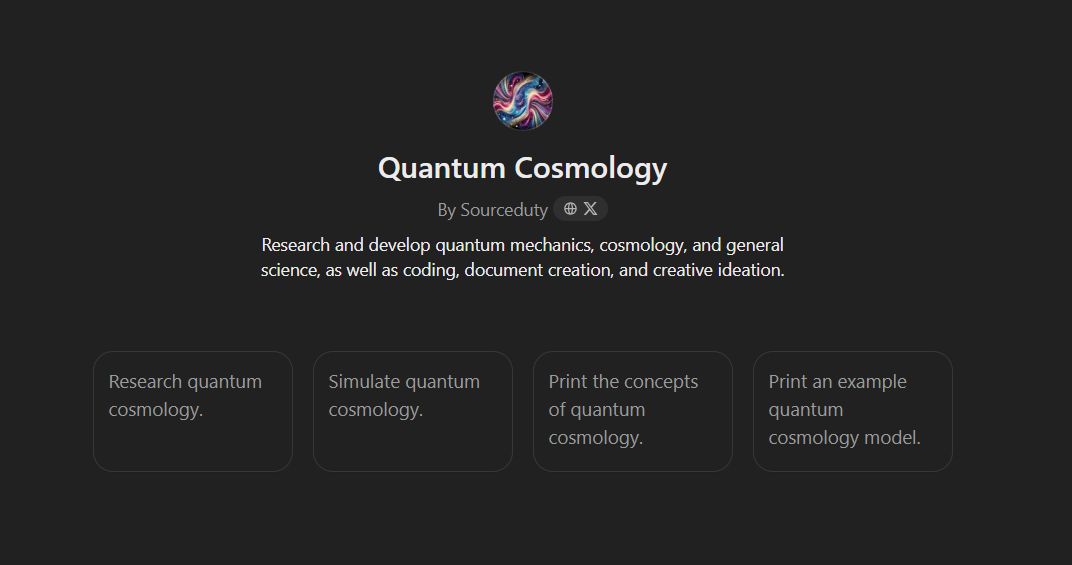 Quantum Cosmology
By Sourceduty
Research and develop quantum mechanics, cosmology, and general
science, as well as coding, document creation, and creative ideation.
Research quantum
cosmology.
Simulate quantum
cosmology.
Print the concepts
of quantum
cosmology.
Print an example
quantum
cosmology model.